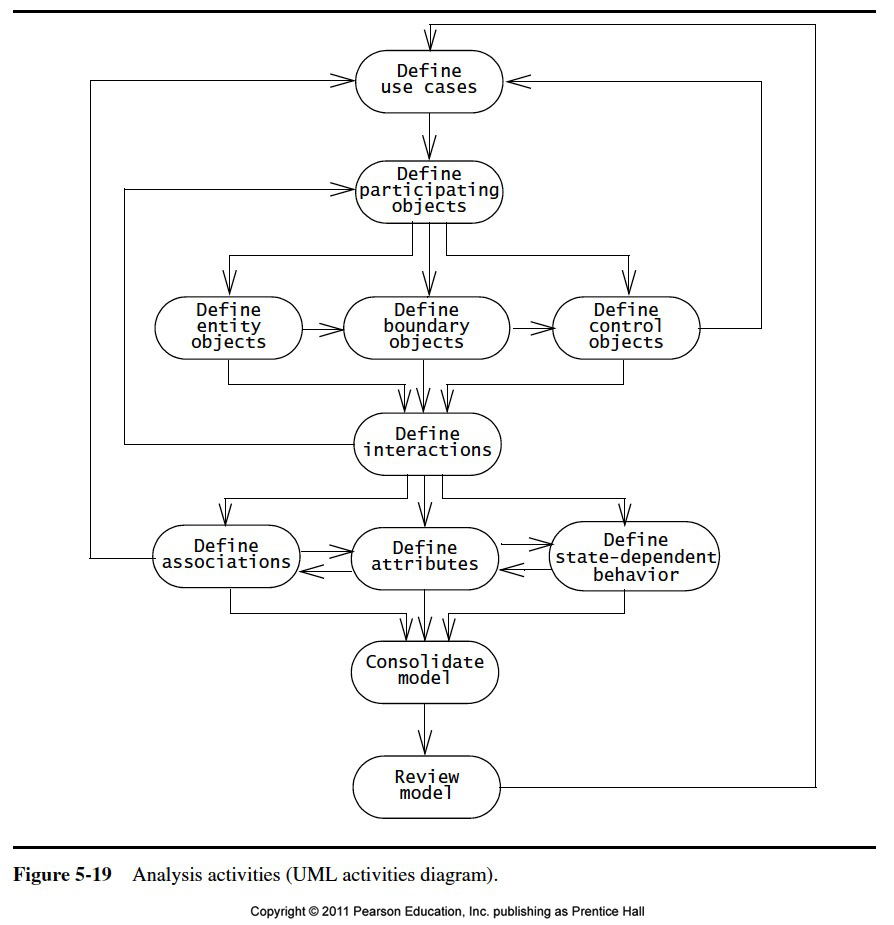 Define
use cases
Define
participating
objects
Define
entity
objects
Define
boundary
objects
Define
control
objects
Define
interactions
Define
associations
Define
attributes
Define
state-dependent
behavior
Consolidate
model
Review
model
Figure 5-19 Analysis activities (UML activities diagram).
Copyright © 2011 Pearson Education, Inc. publishing as Prentice Hall